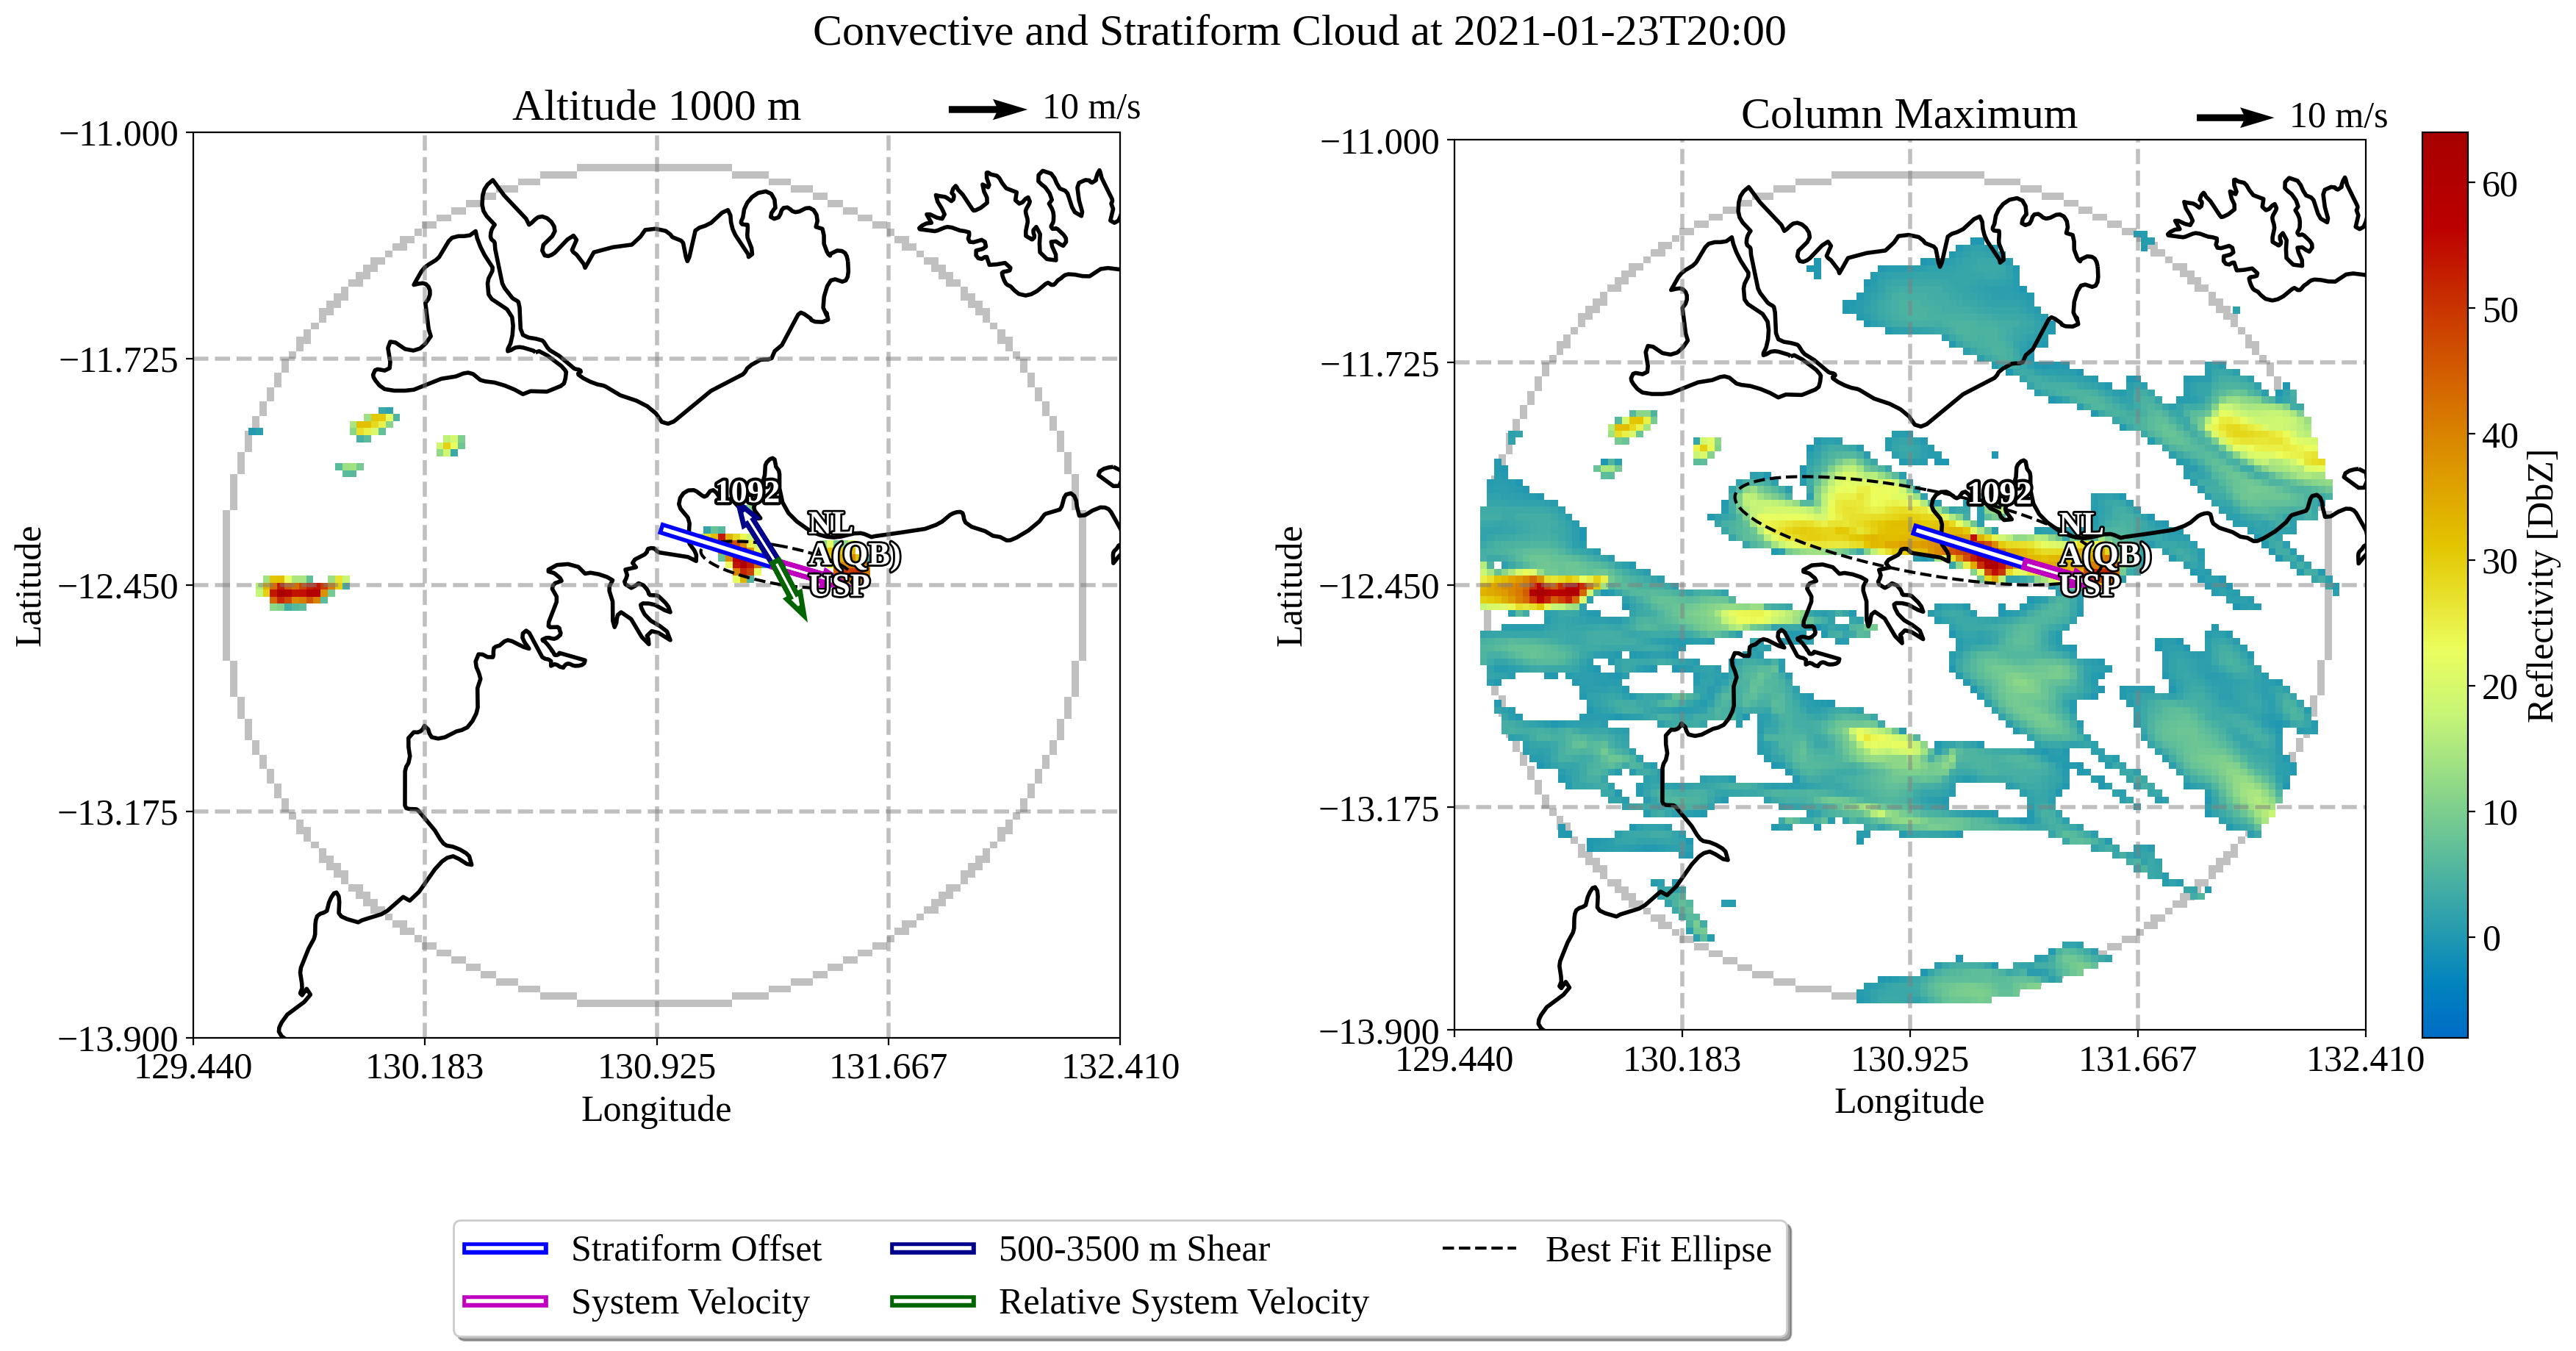 Convective and Stratiform Cloud at 2021-01-23T20:00
Altitude 1000 m
10 m/s
−11.000
−11.725
−12.450
−13.175
−13.900
Latitude
129.440
130.183
130.925
131.667
132.410
Longitude
1092
NL
A(QB)
USP
Column Maximum
10 m/s
−11.000
−11.725
−12.450
−13.175
−13.900
Latitude
129.440
130.183
130.925
131.667
132.410
Longitude
1092
NL
A(QB)
USP
60
50
40
30
20
10
0
Reflectivity [DbZ]
Stratiform Offset
System Velocity
500-3500 m Shear
Relative System Velocity
Best Fit Ellipse